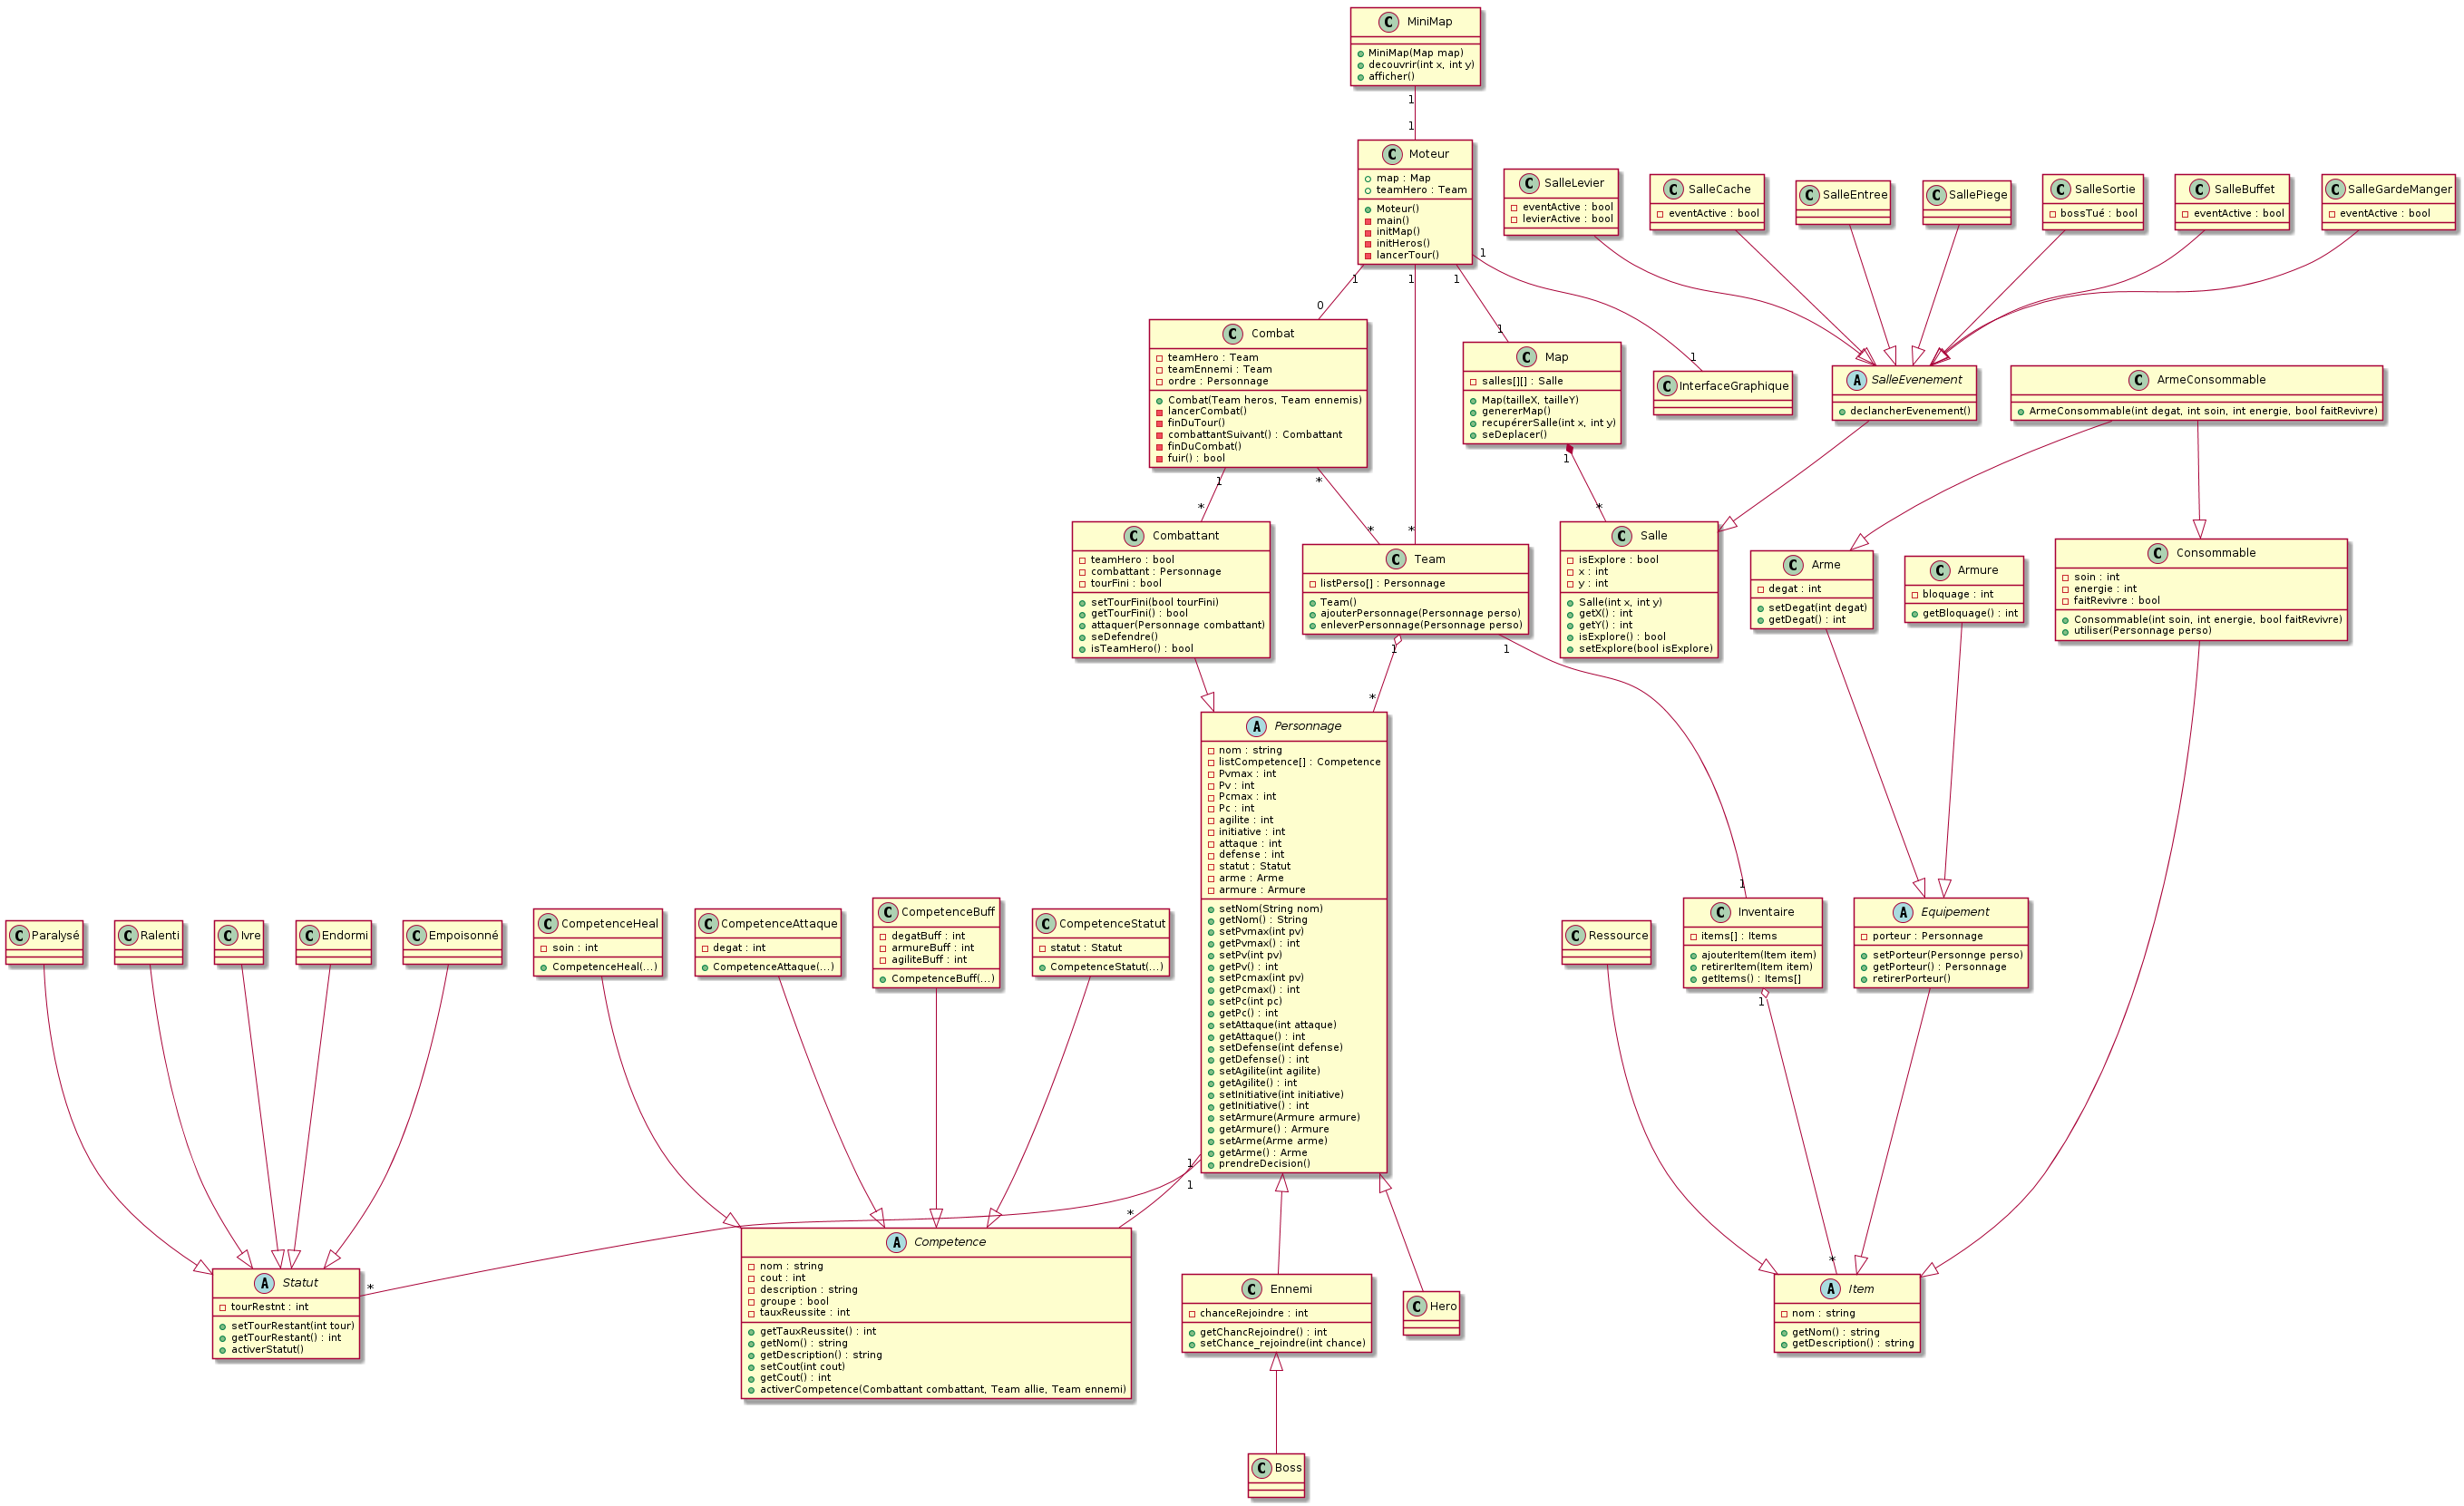 C MiniMap
MiniMap(Map map)
decouvrir(int x, int y)
afficher()
1
1
C Moteur
map : Map
teamHero : Team
Moteur()
main()
initMap()
initHeros()
lancerTour()
1
1
1
1
C SalleLevier
eventActive : bool
levierActive : bool
C SalleCache
eventActive : bool
C SalleEntree
C SallePiege
C SalleSortie
bossTué : bool
C SalleBuffet
eventActive : bool
C SalleGardeManger
eventActive : bool
0
C Combat
teamHero : Team
teamEnnemi : Team
ordre : Personnage
Combat(Team heros, Team ennemis)
lancerCombat()
finDuTour()
combattantSuivant() : Combattant
finDuCombat()
fuir() : bool
1
*
1
C Map
salles[][] : Salle
Map(tailleX, tailleY)
genererMap()
recupérerSalle(int x, int y)
seDeplacer()
1
1
C InterfaceGraphique
A SalleEvenement
declancherEvenement()
C ArmeConsommable
ArmeConsommable(int degat, int soin, int energie, bool faitRevivre)
*
C Combattant
teamHero : bool
combattant : Personnage
tourFini : bool
setTourFini(bool tourFini)
getTourFini() : bool
attaquer(Personnage combattant)
seDefendre()
isTeamHero() : bool
*
*
C Team
listPerso[] : Personnage
Team()
ajouterPersonnage(Personnage perso)
enleverPersonnage(Personnage perso)
1
1
*
C Salle
isExplore : bool
x : int
y : int
Salle(int x, int y)
getX() : int
getY() : int
isExplore() : bool
setExplore(bool isExplore)
C Arme
degat : int
setDegat(int degat)
getDegat() : int
C Armure
bloquage : int
getBloquage() : int
C Consommable
soin : int
energie : int
faitRevivre : bool
Consommable(int soin, int energie, bool faitRevivre)
utiliser(Personnage perso)
*
A Personnage
nom : string
listCompetence[] : Competence
Pvmax : int
Pv : int
Pcmax : int
Pc : int
agilite : int
initiative : int
attaque : int
defense : int
statut : Statut
arme : Arme
armure : Armure
setNom(String nom)
getNom() : String
setPvmax(int pv)
getPvmax() : int
setPv(int pv)
getPv() : int
setPcmax(int pv)
getPcmax() : int
setPc(int pc)
getPc() : int
setAttaque(int attaque)
getAttaque() : int
setDefense(int defense)
getDefense() : int
setAgilite(int agilite)
getAgilite() : int
setInitiative(int initiative)
getInitiative() : int
setArmure(Armure armure)
getArmure() : Armure
setArme(Arme arme)
getArme() : Arme
prendreDecision()
1
1
C Paralysé
C Ralenti
C Ivre
C Endormi
C Empoisonné
C CompetenceHeal
soin : int
CompetenceHeal(...)
C CompetenceAttaque
degat : int
CompetenceAttaque(...)
C CompetenceBuff
degatBuff : int
armureBuff : int
agiliteBuff : int
CompetenceBuff(...)
C CompetenceStatut
statut : Statut
CompetenceStatut(...)
C Ressource
1
C Inventaire
items[] : Items
ajouterItem(Item item)
retirerItem(Item item)
getItems() : Items[]
1
A Equipement
porteur : Personnage
setPorteur(Personnge perso)
getPorteur() : Personnage
retirerPorteur()
*
A Statut
tourRestnt : int
setTourRestant(int tour)
getTourRestant() : int
activerStatut()
*
A Competence
nom : string
cout : int
description : string
groupe : bool
tauxReussite : int
getTauxReussite() : int
getNom() : string
getDescription() : string
setCout(int cout)
getCout() : int
activerCompetence(Combattant combattant, Team allie, Team ennemi)
C Ennemi
chanceRejoindre : int
getChancRejoindre() : int
setChance_rejoindre(int chance)
C Hero
*
A Item
nom : string
getNom() : string
getDescription() : string
C Boss